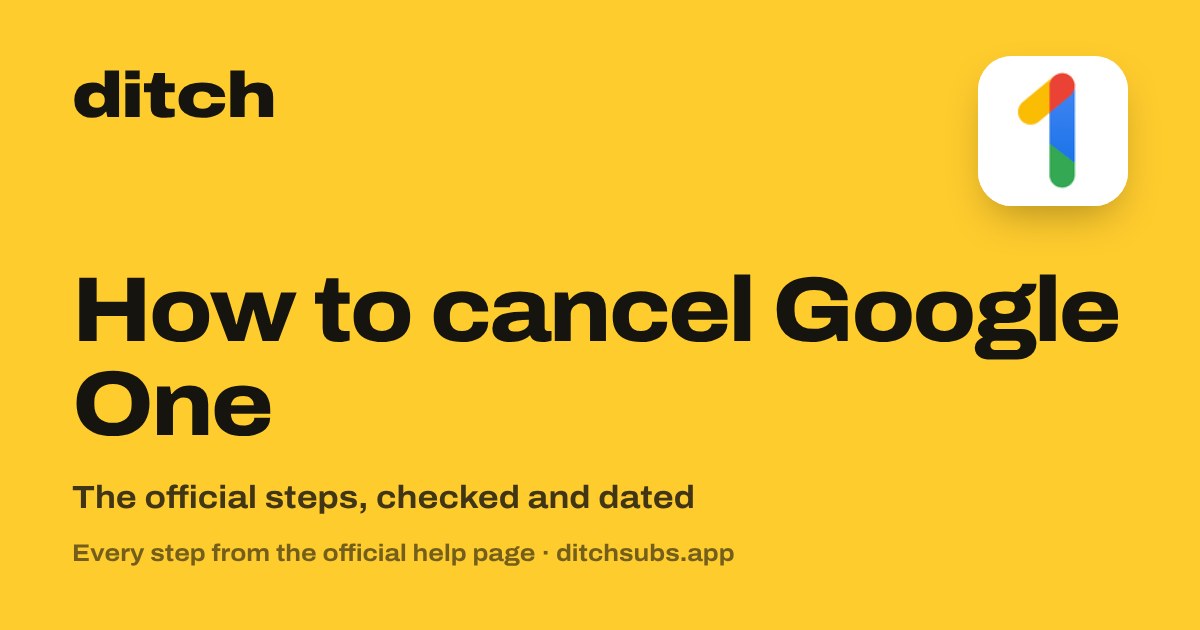 ditch
How to cancel Google
One
The official steps, checked and dated
Every step from the official help page · ditchsubs.app